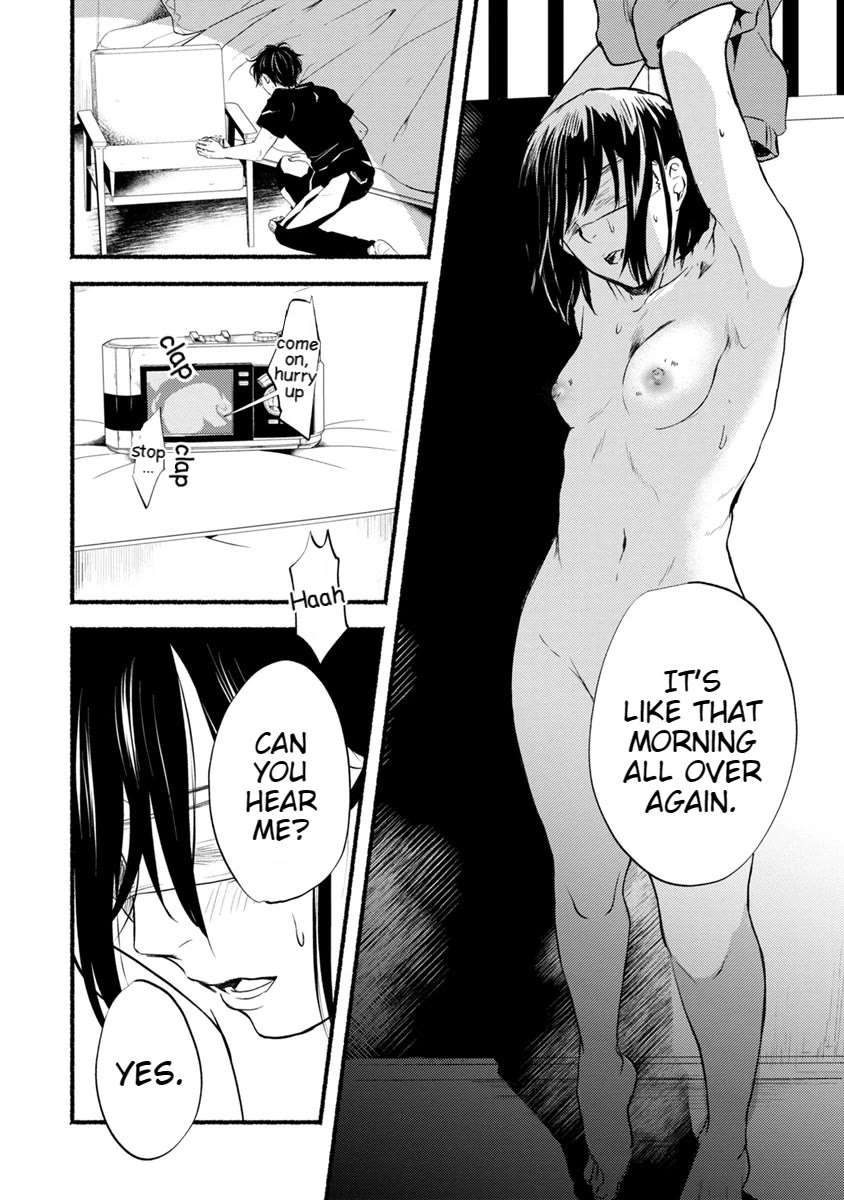 IT'S
LIKE THAT
MORNING
ALL OVER
AGAIN.
come
on,
hurry
up
clap
clap
stop
...
Haah
CAN
YOU
HEAR
ME?
YES.